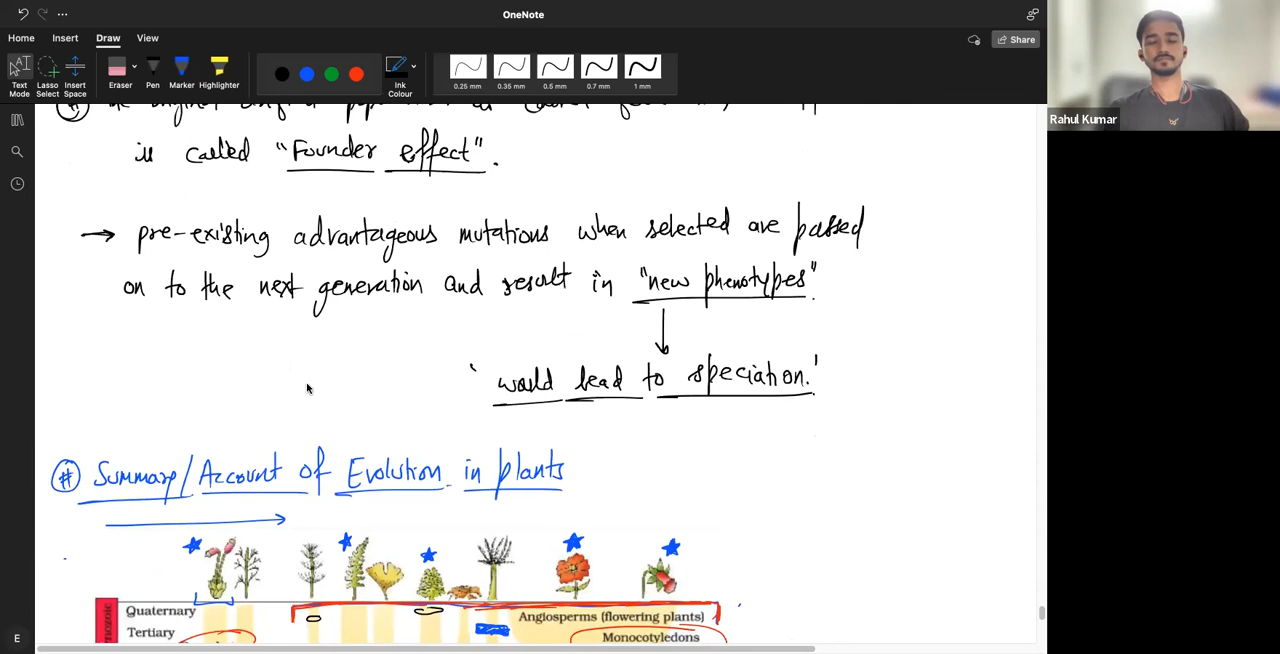 OneNote
Home Insert Draw View
Share
Text Mode
Lasso Select
Insert Space
Eraser
Pen
Marker
Highlighter
Ink Colour
0.25 mm
0.35 mm
0.5 mm
0.7 mm
1 mm
Rahul Kumar
is called "Founder effect".
→ pre-existing advantageous mutations when selected are passed
on to the next generation and result in "new phenotypes"
'would lead to speciation.'
# Summary/Account of Evolution in plants
Quaternary
Angiosperms (flowering plants)
Tertiary
Monocotyledons
E